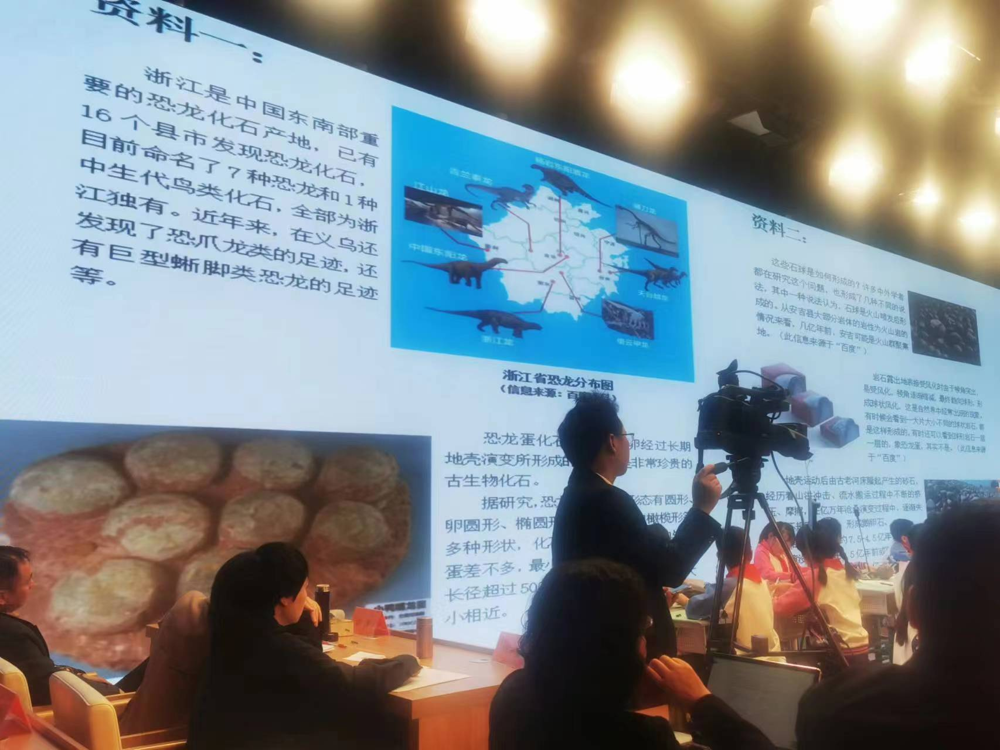 资料一：
浙江是中国东南部重
要的恐龙化石产地，已有
16个县市发现恐龙化石，
目前命名了7种恐龙和1种
中生代鸟类化石，全部为浙
江独有。近年来，在义乌还
发现了恐爪龙类的足迹，还
有巨型蜥脚类恐龙的足迹
等。
吉兰泰龙
江山龙
中国东阳龙
浙江龙
缙云甲龙
天台越龙
镰刀龙
浙江省恐龙分布图
（信息来源：百
恐龙蛋化石
卵经过长期
地壳演变所形成的
非常珍贵的
古生物化石。
据研究，恐
形态有圆形、
卵圆形、椭圆形
橄榄形等
多种形状，化
蛋差不多，最
长径超过50
小相近。
资料二：
这些石球是如何形成的？许多中外学者
都在研究这个问题，也形成了几种不同的说
法，其中一种说法认为，石球是火山喷发后形
成的。从安吉县大部分岩体的岩性为火山岩的
情况来看，几亿年前，安吉可能是火山群聚集
地。（此信息来源于“百度”）
岩石露出地表接受风化时由于棱角突出，
易受风化，棱角逐渐缩减，最终趋向球形，形
成球状风化，这是自然界中经常出现的现象，
有时候会看到一大片大小不同的球状岩石，都
是这样形成的。有时还可以看到球形岩石一层
一层的，象恐龙蛋，其实不是。（此信息来源
于“百度”）
地壳运动后由古老河床隆起产生的砂石，
经历着山洪冲击、流水搬运过程中不断的挤
压、摩擦，在亿万年沧桑演变过程中，逐渐失
形成鹅卵石。
约7.5-4.5亿年
5亿年前或